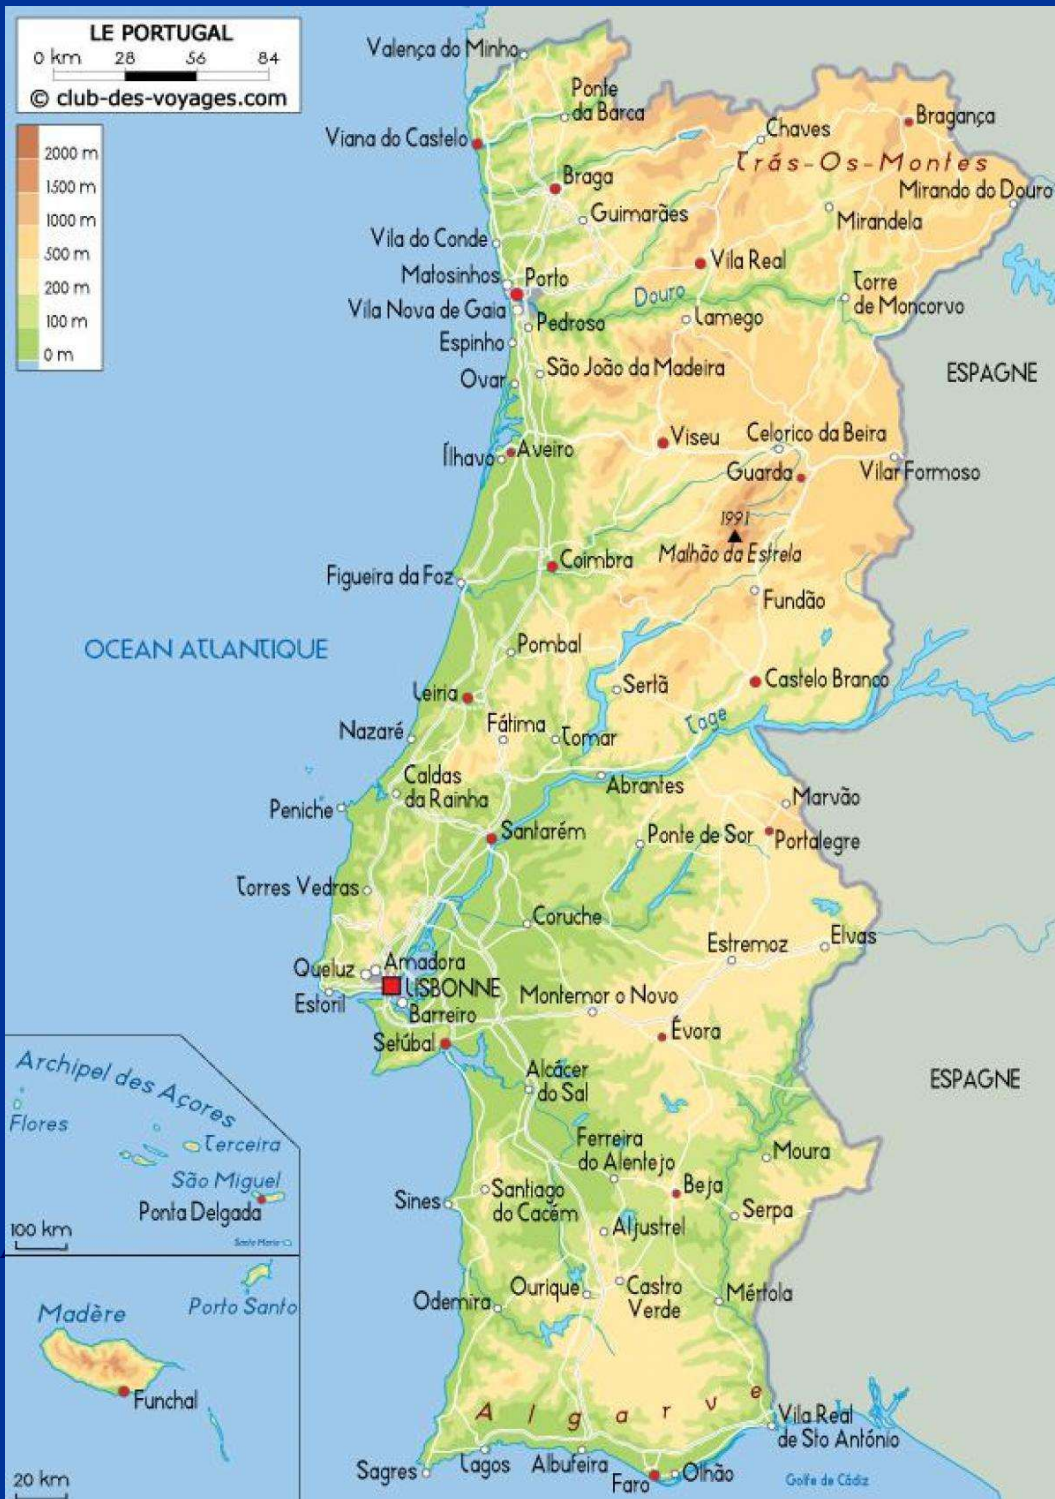 LE PORTUGAL
0 km 28 56 84
© club-des-voyages.com
2000 m
1500 m
1000 m
500 m
200 m
100 m
0 m
Valença do Minho
Ponte
da Barca
Viana do Castelo
Chaves
Bragança
Trás-Os-Montes
Braga
Mirando do Douro
Guimarães
Mirandela
Vila do Conde
Vila Real
Matosinhos
Porto
Douro
Torre
de Moncorvo
Vila Nova de Gaia
Pedroso
Lamego
Espinho
São João da Madeira
ESPAGNE
Ovar
Viseu
Celorico da Beira
Ílhavo
Aveiro
Guarda
Vilar Formoso
1991
Malhão da Estrela
Coimbra
Figueira da Foz
Fundão
OCEAN ATLANTIQUE
Pombal
Sertã
Castelo Branco
Leiria
Nazaré
Fátima
Tomar
Tage
Caldas
da Rainha
Abrantes
Marvão
Peniche
Santarém
Ponte de Sor
Portalegre
Torres Vedras
Coruche
Estremoz
Elvas
Queluz
Amadora
LISBONNE
Estoril
Barreiro
Montemor o Novo
Setúbal
Évora
Alcácer
do Sal
ESPAGNE
Archipel des Açores
Flores
Terceira
São Miguel
Ponta Delgada
100 km
Santa Maria
Ferreira
do Alentejo
Moura
Sines
Santiago
do Cacém
Beja
Serpa
Aljustrel
Ourique
Castro
Verde
Mértola
Odemira
Madère
Porto Santo
Funchal
20 km
Algarve
Vila Real
de Sto António
Sagres
Lagos
Albufeira
Faro
Olhão
Golfe de Cádiz